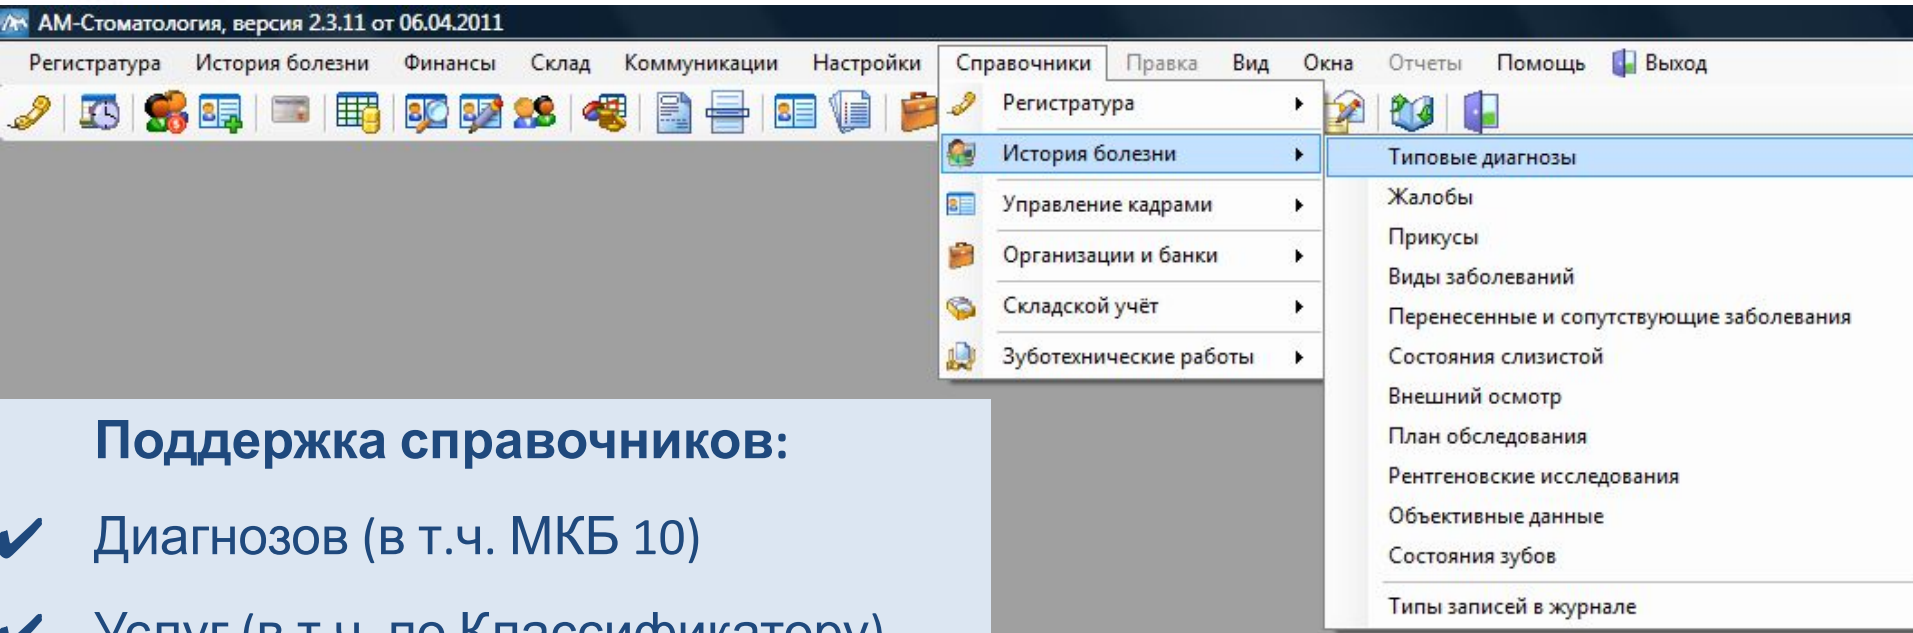 АМ-Стоматология, версия 2.3.11 от 06.04.2011
Регистратура История болезни Финансы Склад Коммуникации Настройки Справочники Правка Вид Окна Отчеты Помощь Выход
Регистратура
История болезни
Управление кадрами
Организации и банки
Складской учёт
Зуботехнические работы
Типовые диагнозы
Жалобы
Прикусы
Виды заболеваний
Перенесенные и сопутствующие заболевания
Состояния слизистой
Внешний осмотр
План обследования
Рентгеновские исследования
Объективные данные
Состояния зубов
Типы записей в журнале
Поддержка справочников:
✔ Диагнозов (в т.ч. МКБ 10)
✔ Услуг (в т.ч. по Классификатору)